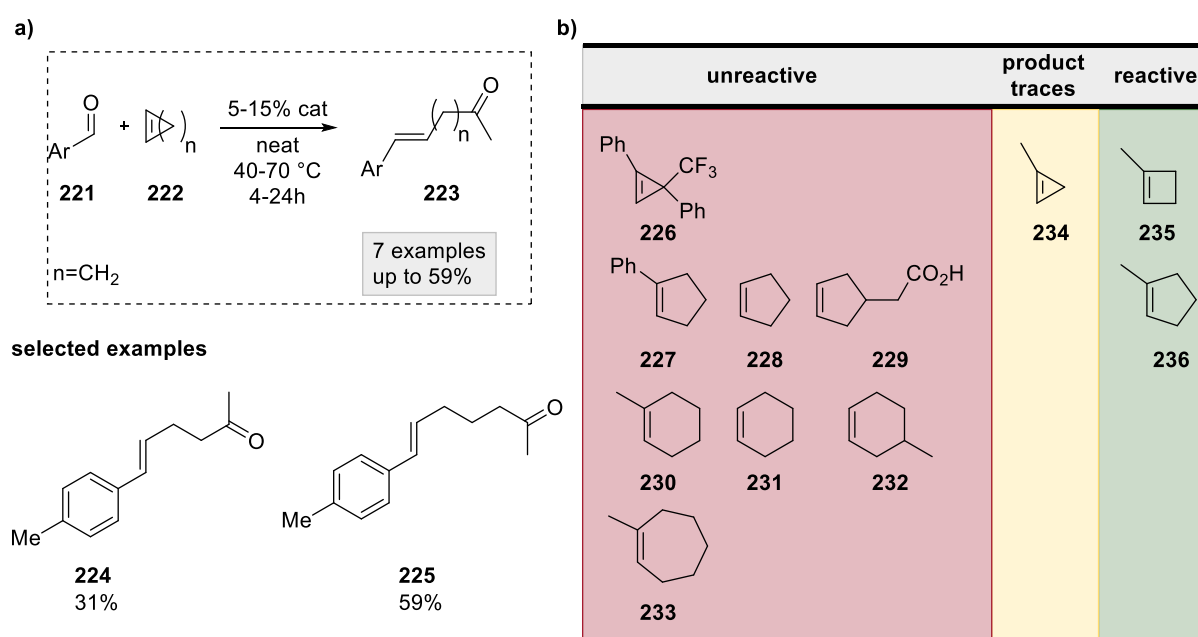 a)
O
Ar
221
+
n
222
5-15% cat
neat
40-70 °C
4-24h
O
n
Ar
223
n=CH₂
7 examples
up to 59%
selected examples
O
Me
224
31%
O
Me
225
59%
b)
unreactive
product
traces
reactive
Ph
CF₃
Ph
226
234
235
Ph
CO₂H
227
228
229
236
230
231
232
233